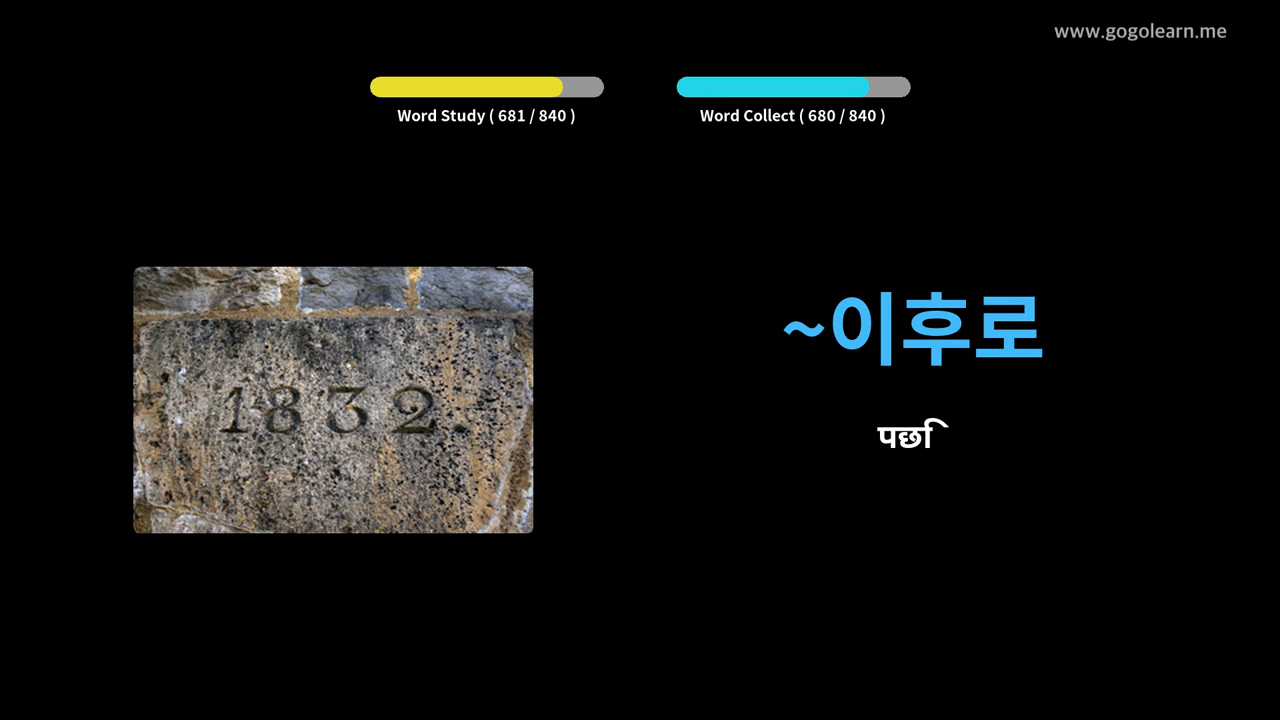 www.gogolearn.me
Word Study ( 681 / 840 )
Word Collect ( 680 / 840 )
1832.
~이후로
पछि